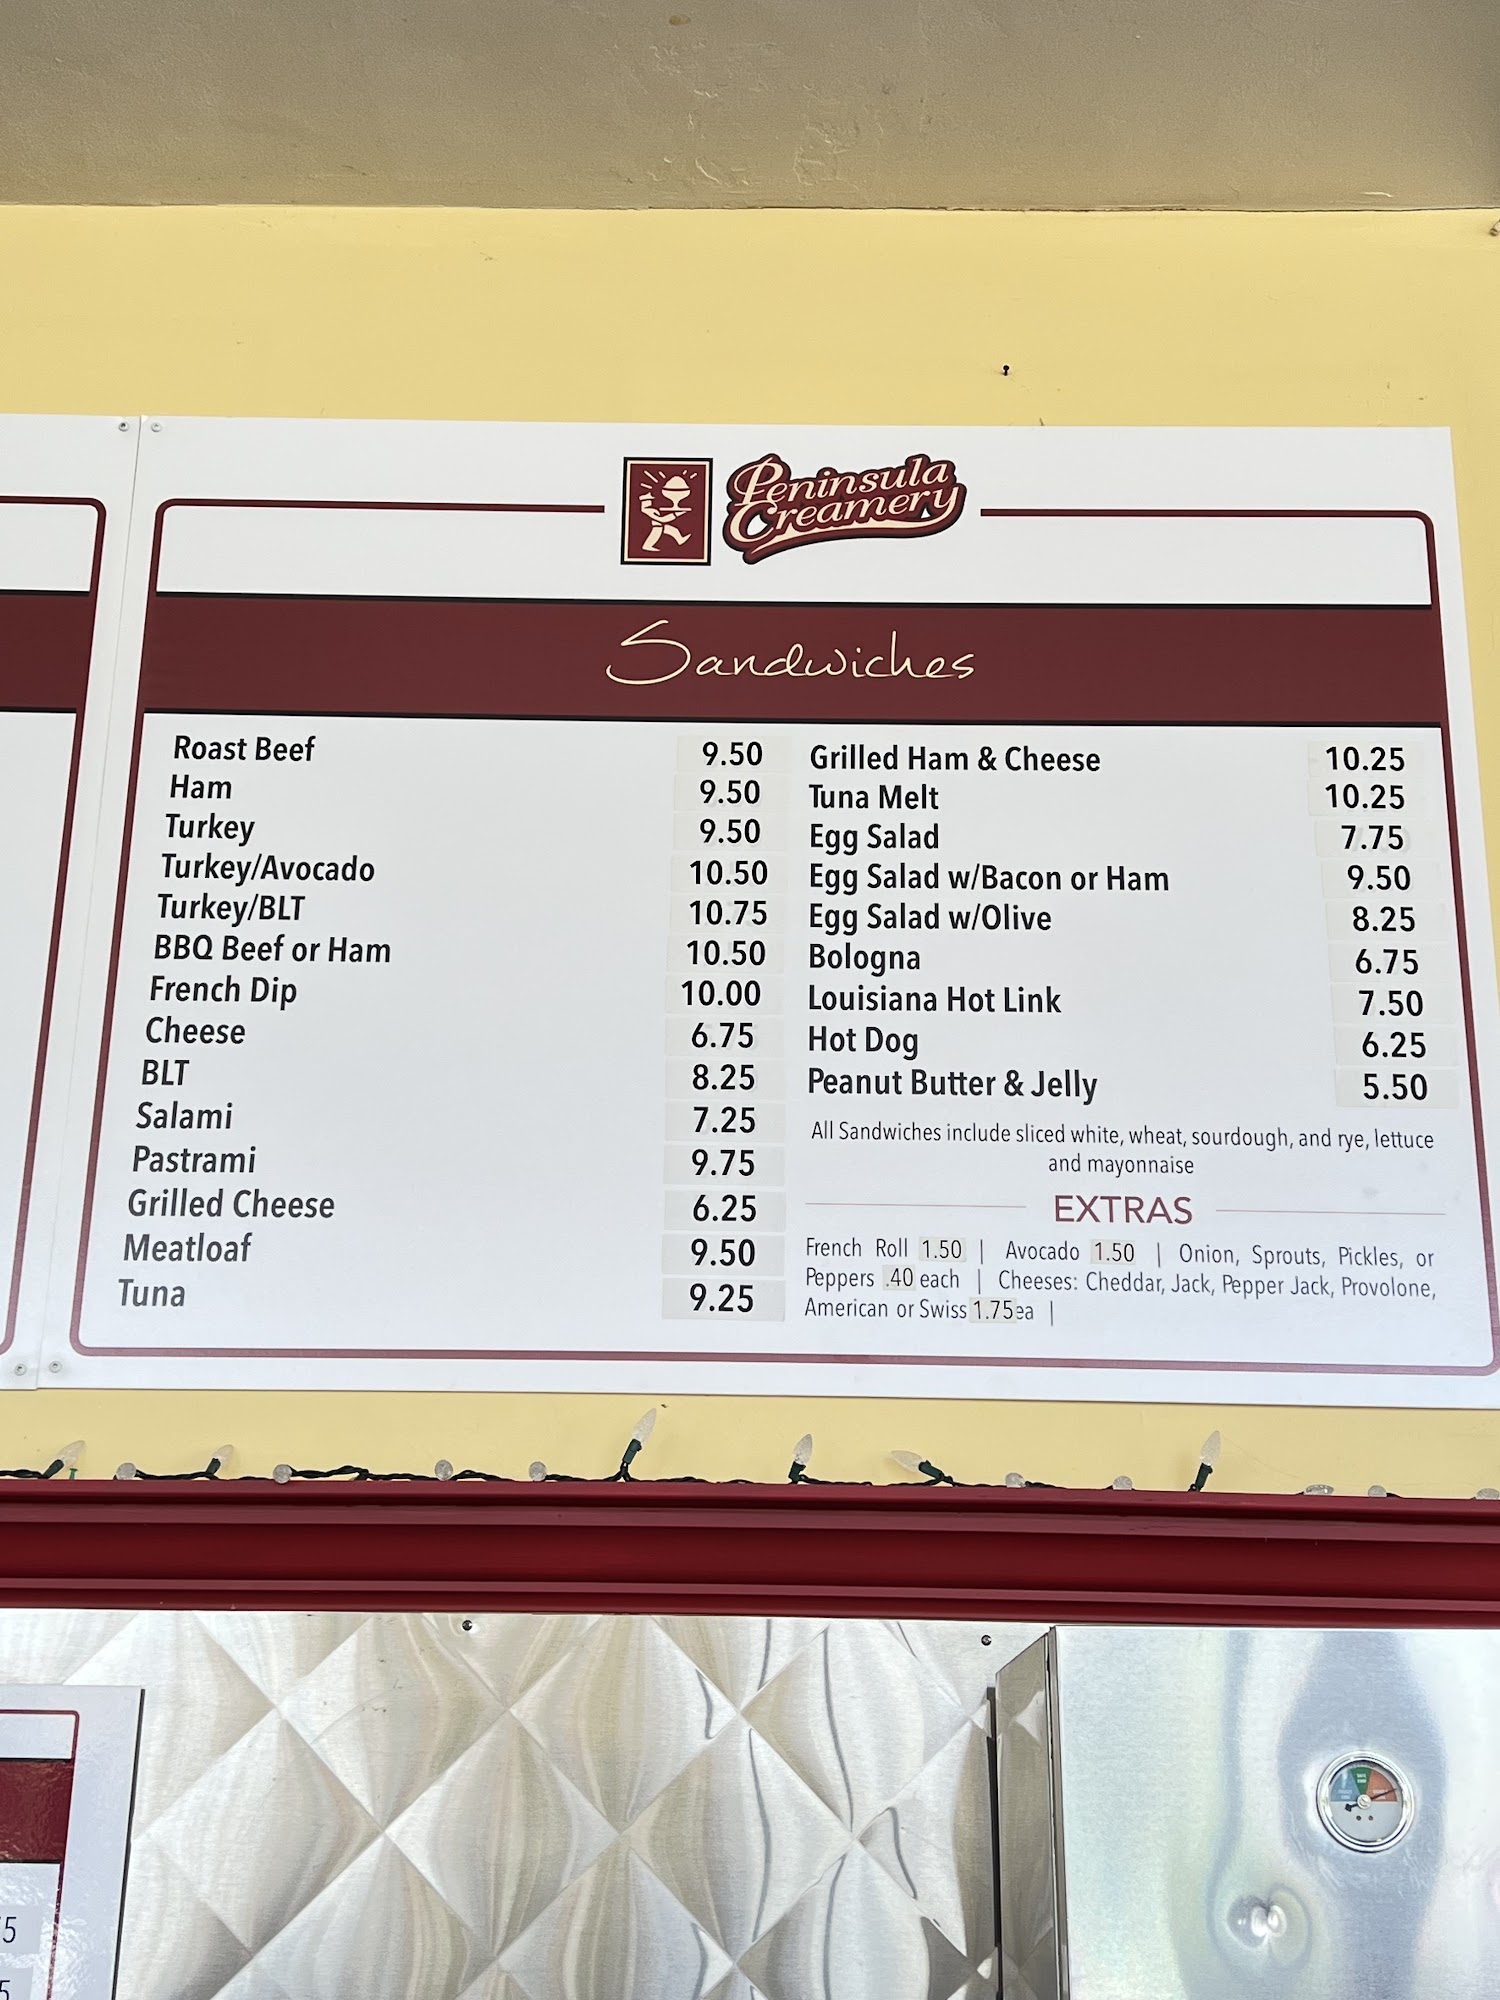 Peninsula
Creamery
Sandwiches
Roast Beef 9.50
Ham 9.50
Turkey 9.50
Turkey/Avocado 10.50
Turkey/BLT 10.75
BBQ Beef or Ham 10.50
French Dip 10.00
Cheese 6.75
BLT 8.25
Salami 7.25
Pastrami 9.75
Grilled Cheese 6.25
Meatloaf 9.50
Tuna 9.25
Grilled Ham & Cheese 10.25
Tuna Melt 10.25
Egg Salad 7.75
Egg Salad w/Bacon or Ham 9.50
Egg Salad w/Olive 8.25
Bologna 6.75
Louisiana Hot Link 7.50
Hot Dog 6.25
Peanut Butter & Jelly 5.50
All Sandwiches include sliced white, wheat, sourdough, and rye, lettuce
and mayonnaise
EXTRAS
French Roll 1.50 | Avocado 1.50 | Onion, Sprouts, Pickles, or
Peppers .40 each | Cheeses: Cheddar, Jack, Pepper Jack, Provolone,
American or Swiss 1.75ea |